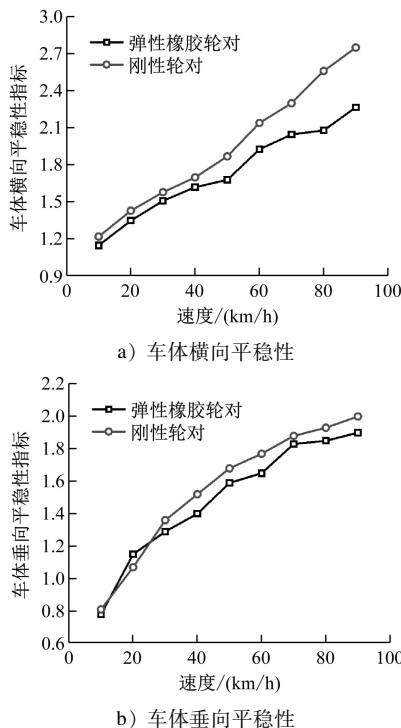 3.0
2.7
2.4
2.1
1.8
1.5
1.2
0.9
车体横向平稳性指标
弹性橡胶轮对
刚性轮对
0 20 40 60 80 100
速度/(km/h)
a）车体横向平稳性
2.2
2.0
1.8
1.6
1.4
1.2
1.0
0.8
0.6
车体垂向平稳性指标
弹性橡胶轮对
刚性轮对
0 20 40 60 80 100
速度/(km/h)
b）车体垂向平稳性